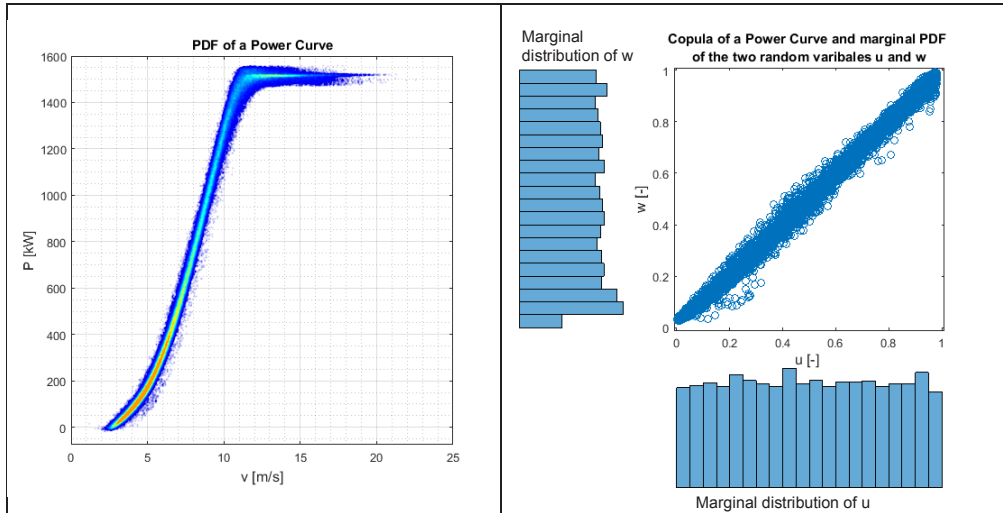 PDF of a Power Curve
1600
1400
1200
1000
800
600
400
200
0
P [kW]
0 5 10 15 20 25
v [m/s]
Marginal
distribution of w
Copula of a Power Curve and marginal PDF
of the two random varibales u and w
1
0.8
0.6
0.4
0.2
0
w [-]
0 0.2 0.4 0.6 0.8 1
u [-]
Marginal distribution of u